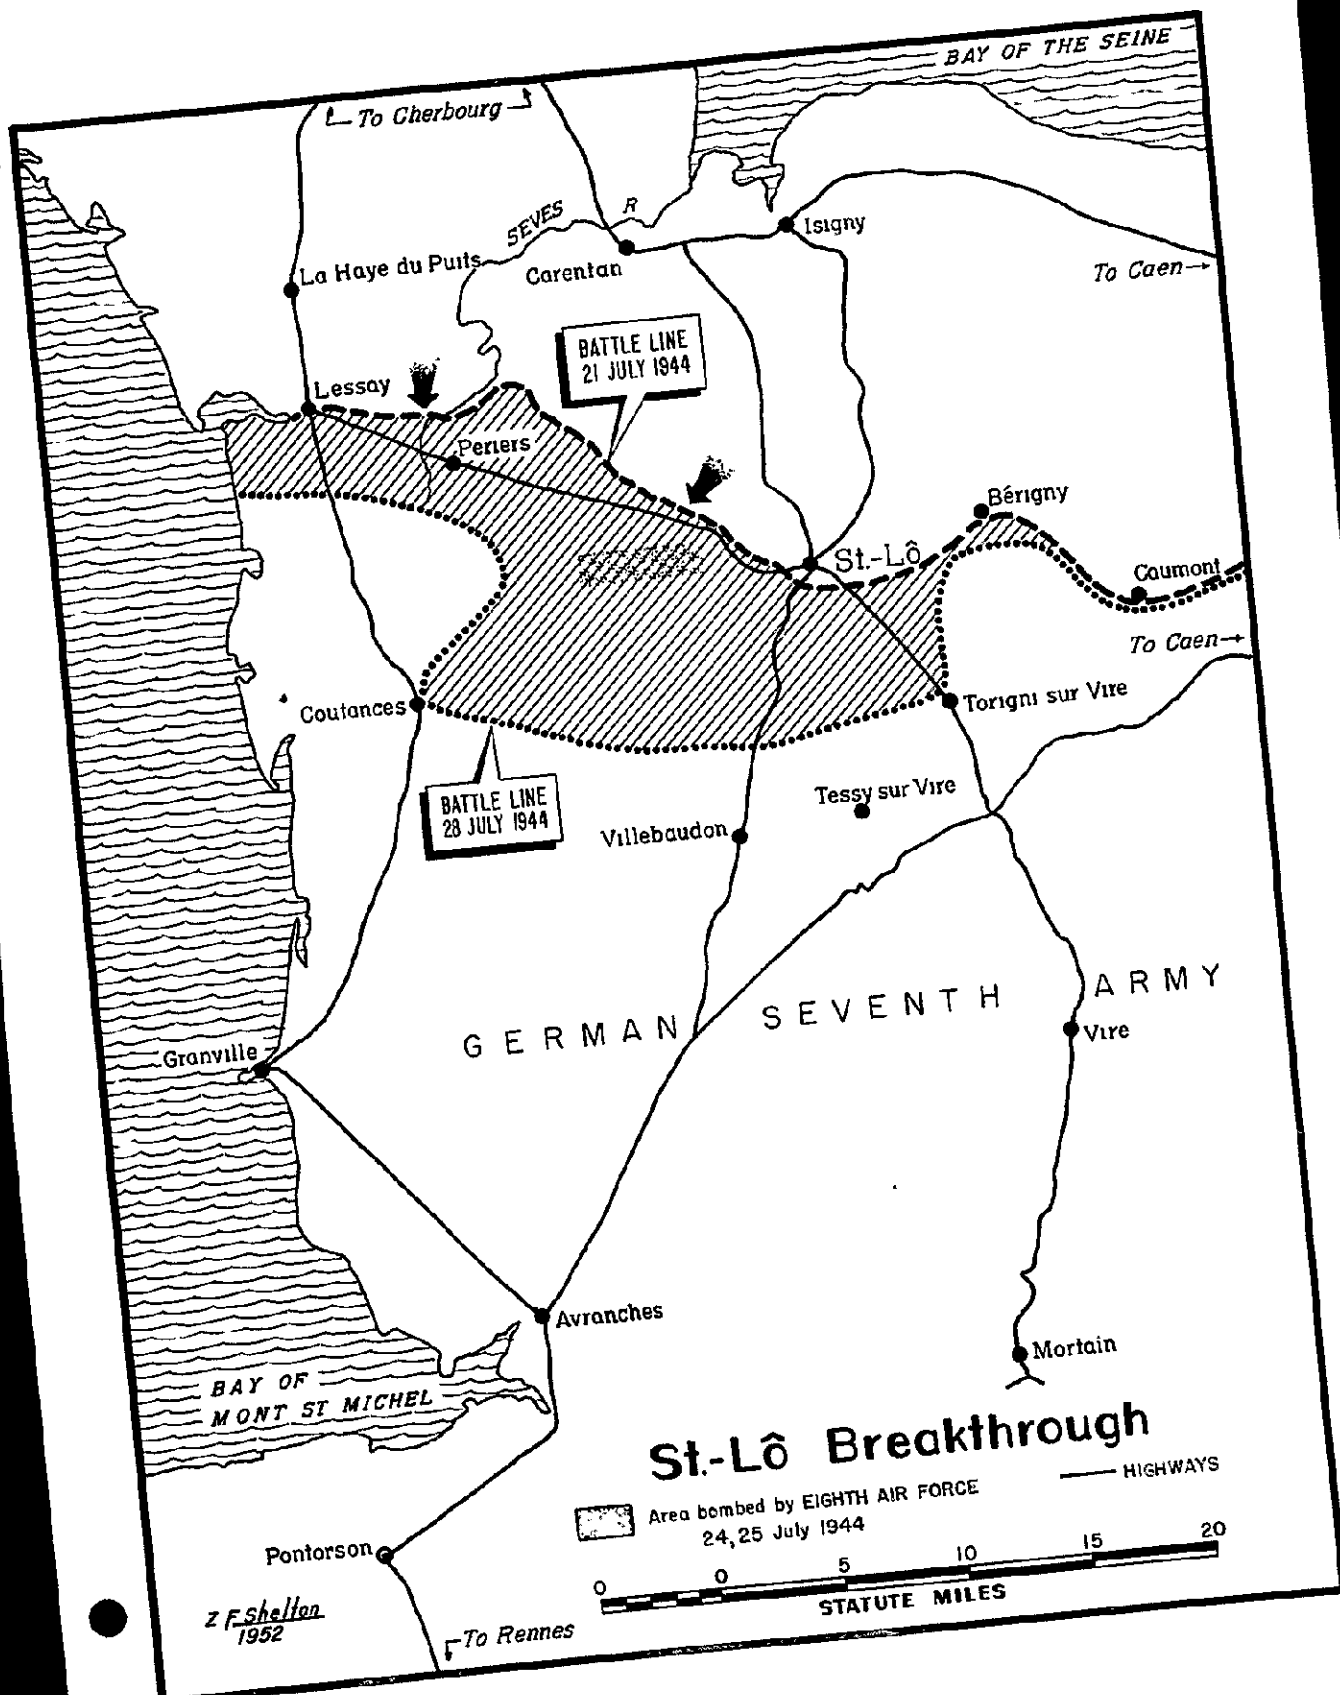 BAY OF THE SEINE
To Cherbourg
SEVES R
Isigny
Carentan
To Caen
La Haye du Puits
BATTLE LINE
21 JULY 1944
Lessay
Periers
Bérigny
St.-Lô
Caumont
To Caen
Coutances
Torigni sur Vire
BATTLE LINE
28 JULY 1944
Tessy sur Vire
Villebaudon
GERMAN SEVENTH ARMY
Vire
Granville
Avranches
Mortain
BAY OF
MONT ST MICHEL
St.-Lô Breakthrough
Area bombed by EIGHTH AIR FORCE
24, 25 July 1944
HIGHWAYS
Pontorson
0 0 5 10 15 20
STATUTE MILES
Z F Shelton
1952
To Rennes